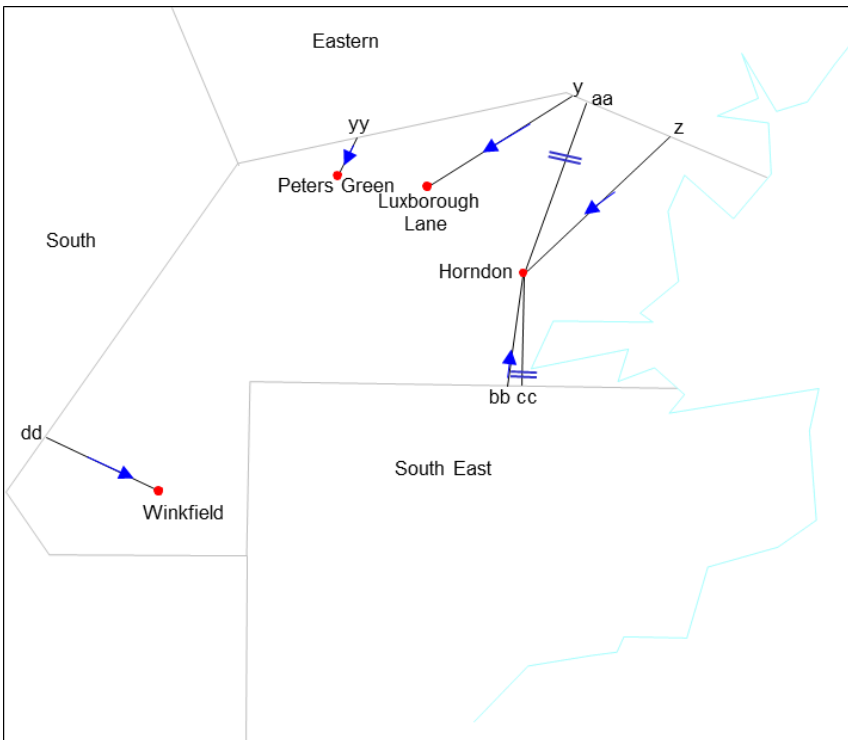 Eastern
y
aa
yy
z
Peters Green
Luxborough
Lane
South
Horndon
bb cc
dd
South East
Winkfield